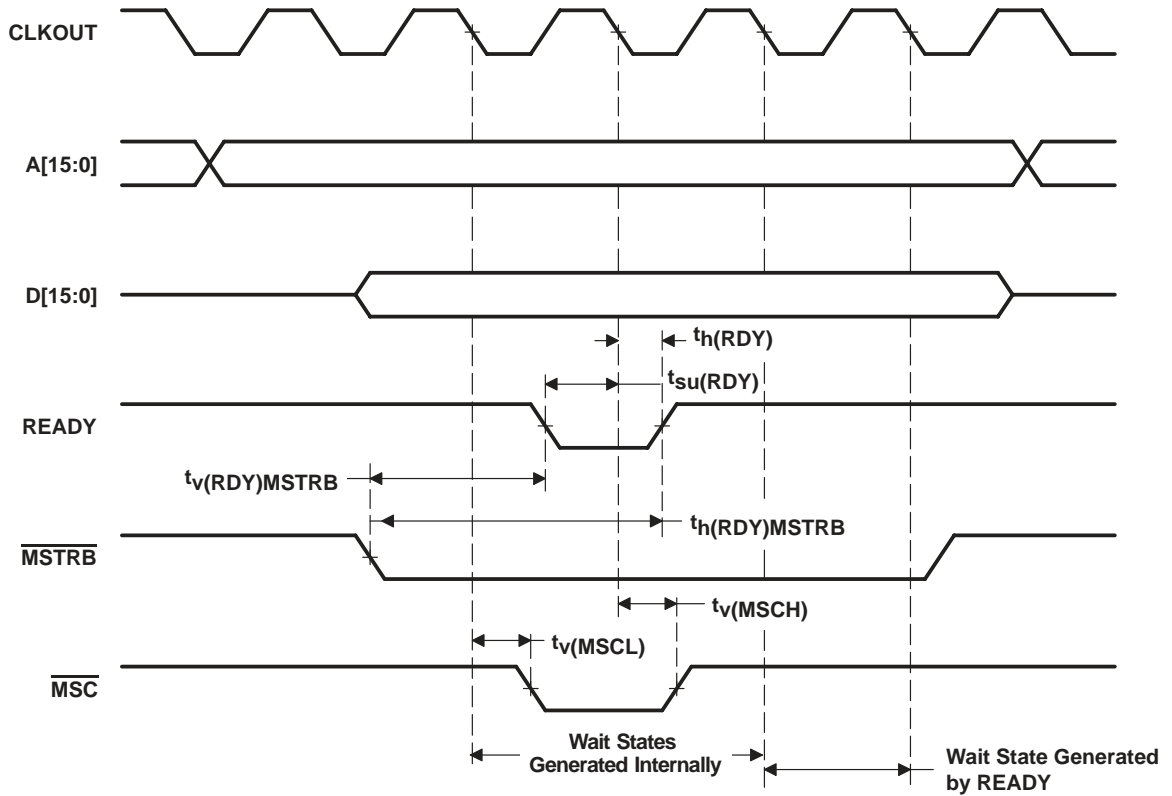 CLKOUT
A[15:0]
D[15:0]
th(RDY)
tsu(RDY)
READY
tv(RDY)MSTRB
th(RDY)MSTRB
MSTRB
tv(MSCH)
tv(MSCL)
MSC
Wait States
Generated Internally
Wait State Generated
by READY